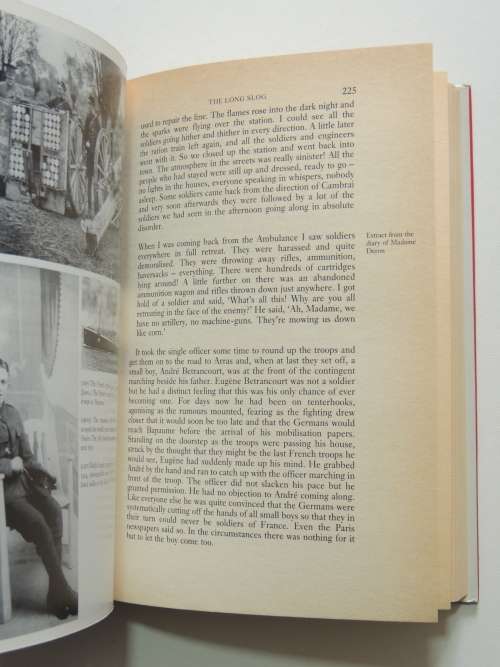 THE LONG SLOG
225
used to repair the line. The flames rose into the dark night and
the sparks were flying over the station. I could see all the
soldiers going hither and thither in every direction. A little later
the ration train left again, and all the soldiers and engineers
went with it. So we closed up the station and went back into
town. The atmosphere in the streets was really sinister! All the
people who had stayed were still up and dressed, ready to go –
no lights in the houses, everyone speaking in whispers, nobody
asleep. Some soldiers came back from the direction of Cambrai
and very soon afterwards they were followed by a lot of the
soldiers we had seen in the afternoon going along in absolute
disorder.
When I was coming back from the Ambulance I saw soldiers
everywhere in full retreat. They were harassed and quite
demoralised. They were throwing away rifles, ammunition,
haversacks – everything. There were hundreds of cartridges
lying around! A little further on there was an abandoned
ammunition wagon and rifles thrown down just anywhere. I got
hold of a soldier and said, 'What's all this! Why are you all
retreating in the face of the enemy?' He said, 'Ah, Madame, we
have no artillery, no machine-guns. They're mowing us down
like corn.'
Extract from the
diary of Madame
It took the single officer some time to round up the troops and
get them on to the road to Arras and, when at last they set off, a
small boy, André Betrancourt, was at the front of the contingent
marching beside his father. Eugène Betrancourt was not a soldier
but he had a distinct feeling that this was his only chance of ever
becoming one. For days now he had been on tenterhooks,
agonising as the rumours mounted, fearing as the fighting drew
closer that it would soon be too late and that the Germans would
reach Bapaume before the arrival of his mobilisation papers.
Standing on the doorstep as the troops were passing his house,
struck by the thought that they might be the last French troops he
would see, Eugène had suddenly made up his mind. He grabbed
André by the hand and ran to catch up with the officer marching in
front of the troop. The officer did not slacken his pace but he
granted permission. He had no objection to André coming along.
Like everyone else he was quite convinced that the Germans were
systematically cutting off the hands of all small boys so that they in
their turn could never be soldiers of France. Even the Paris
newspapers said so. In the circumstances there was nothing for it
but to let the boy come too.